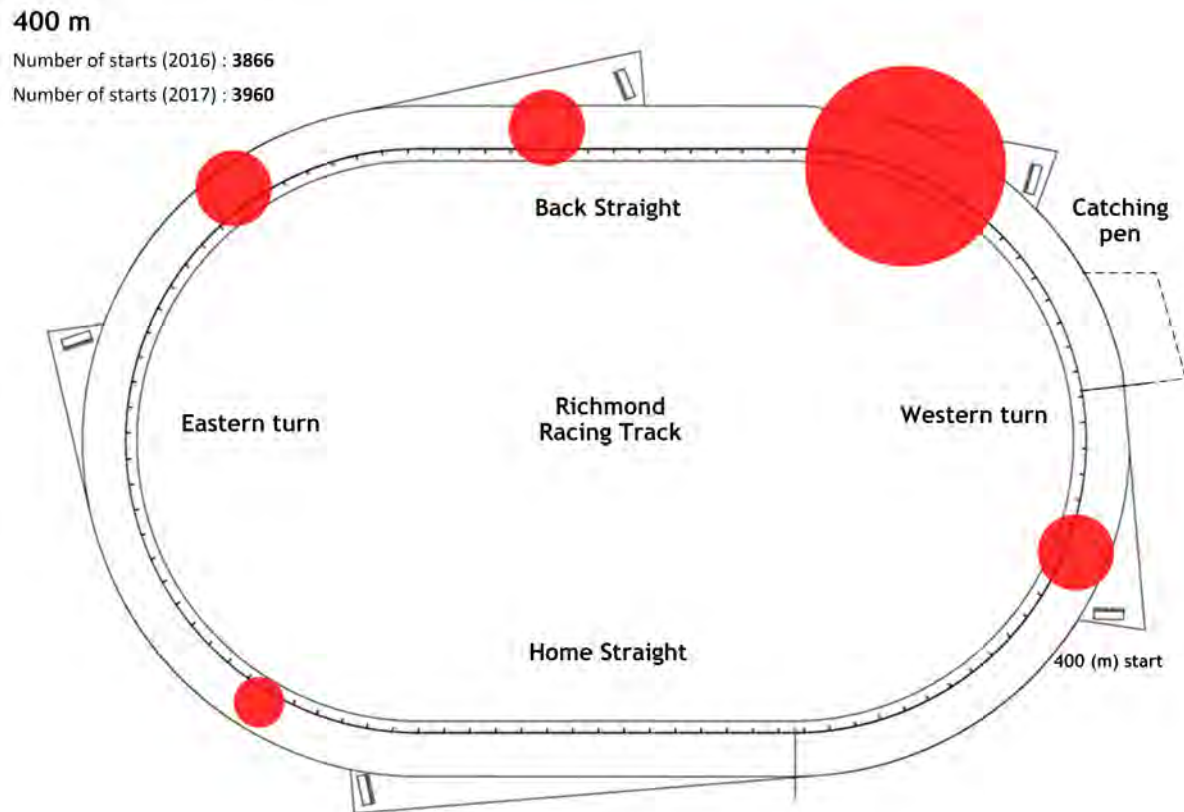 400 m
Number of starts (2016) : 3866
Number of starts (2017) : 3960
Back Straight
Catching
pen
Eastern turn
Richmond
Racing Track
Western turn
Home Straight
400 (m) start